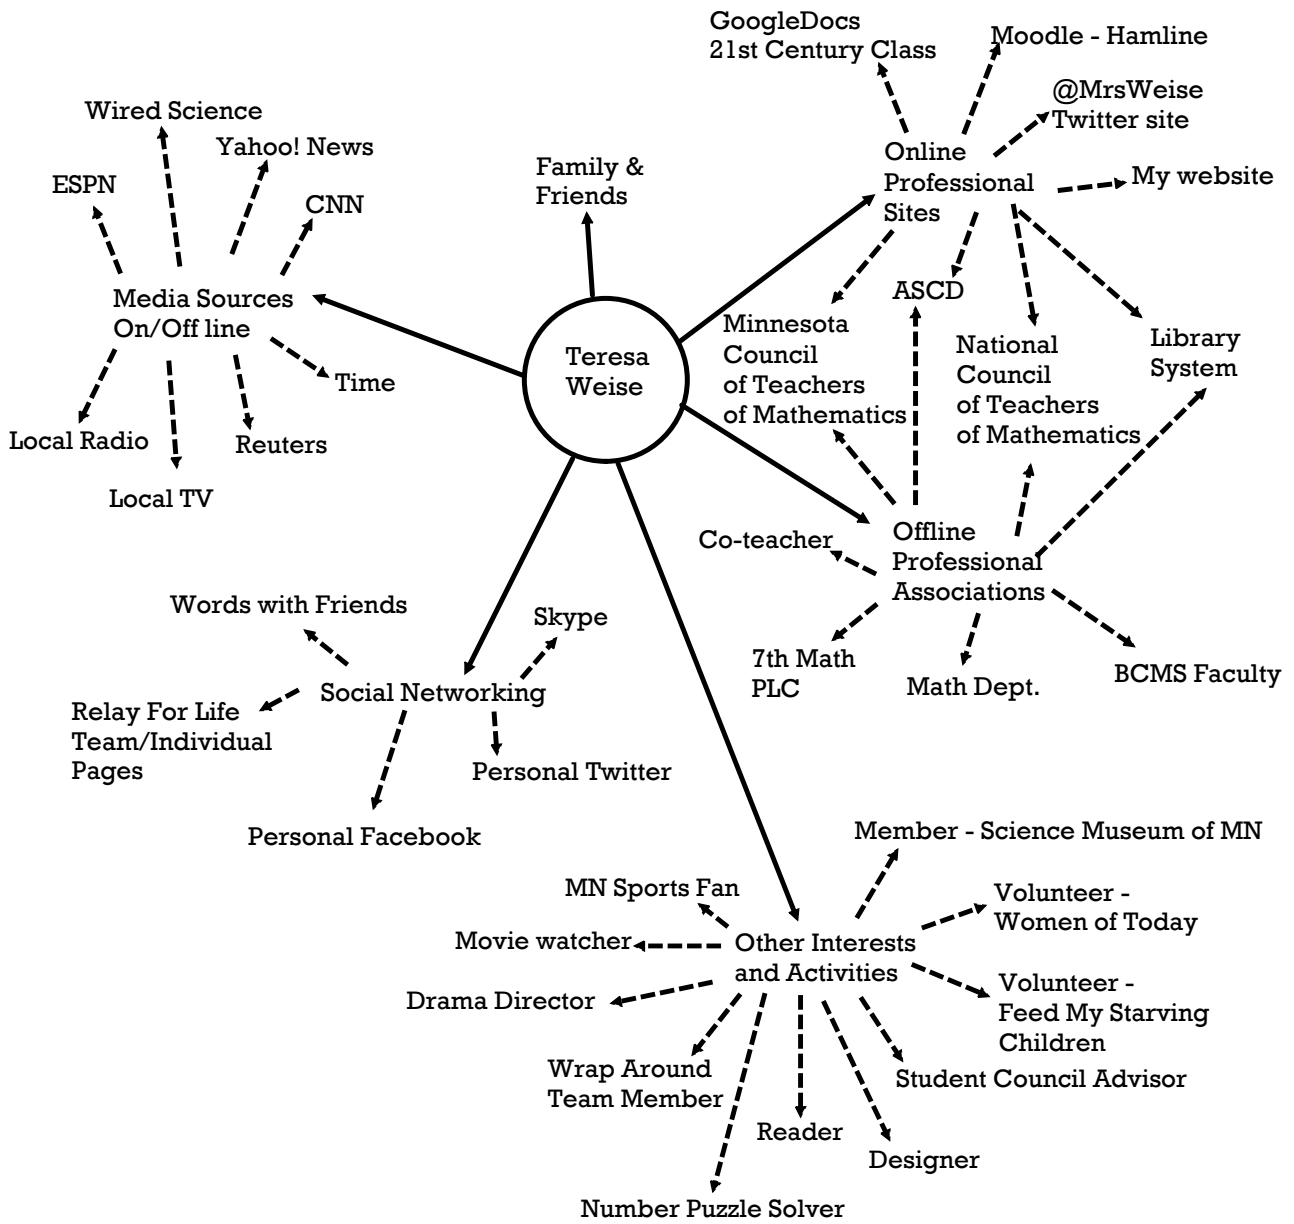 GoogleDocs
21st Century Class
Moodle - Hamline
@MrsWeise
Twitter site
My website
Online
Professional
Sites
Wired Science
Yahoo! News
ESPN
CNN
Media Sources
On/Off line
Time
Local Radio
Reuters
Local TV
Family &
Friends
Teresa
Weise
ASCD
Minnesota
Council
of Teachers
of Mathematics
National
Council
of Teachers
of Mathematics
Library
System
Offline
Professional
Associations
Co-teacher
7th Math
PLC
Math Dept.
BCMS Faculty
Words with Friends
Skype
Social Networking
Relay For Life
Team/Individual
Pages
Personal Twitter
Personal Facebook
Member - Science Museum of MN
MN Sports Fan
Volunteer -
Women of Today
Movie watcher
Other Interests
and Activities
Drama Director
Volunteer -
Feed My Starving
Children
Wrap Around
Team Member
Student Council Advisor
Reader
Designer
Number Puzzle Solver